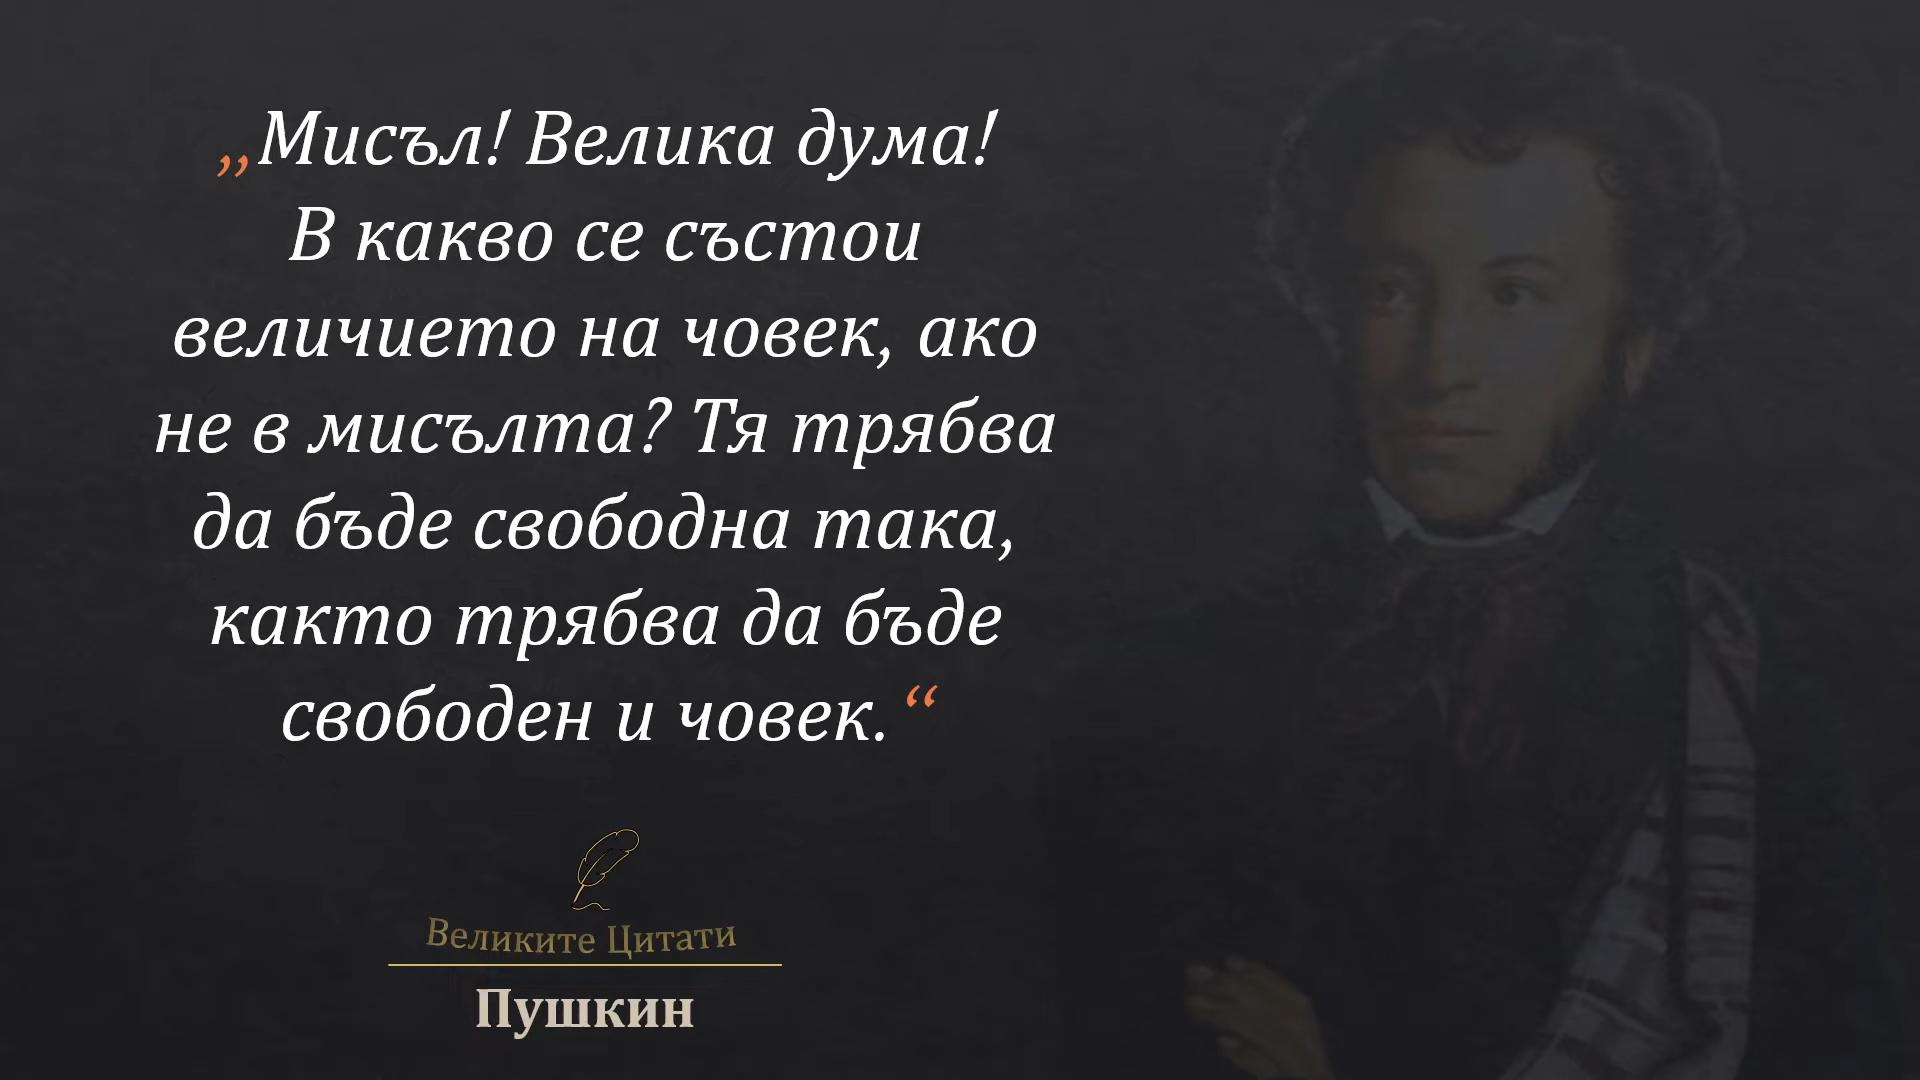 „Мисъл! Велика дума!
В какво се състои
величието на човек, ако
не в мисълта? Тя трябва
да бъде свободна така,
както трябва да бъде
свободен и човек.“
Великите Цитати
Пушкин